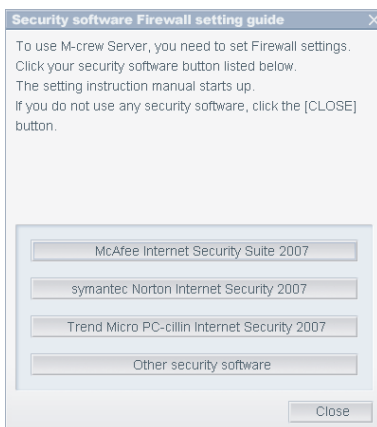 Security software Firewall setting guide
To use M-crew Server, you need to set Firewall settings.
Click your security software button listed below.
The setting instruction manual starts up.
If you do not use any security software, click the [CLOSE]
button.
McAfee Internet Security Suite 2007
symantec Norton Internet Security 2007
Trend Micro PC-cillin Internet Security 2007
Other security software
Close